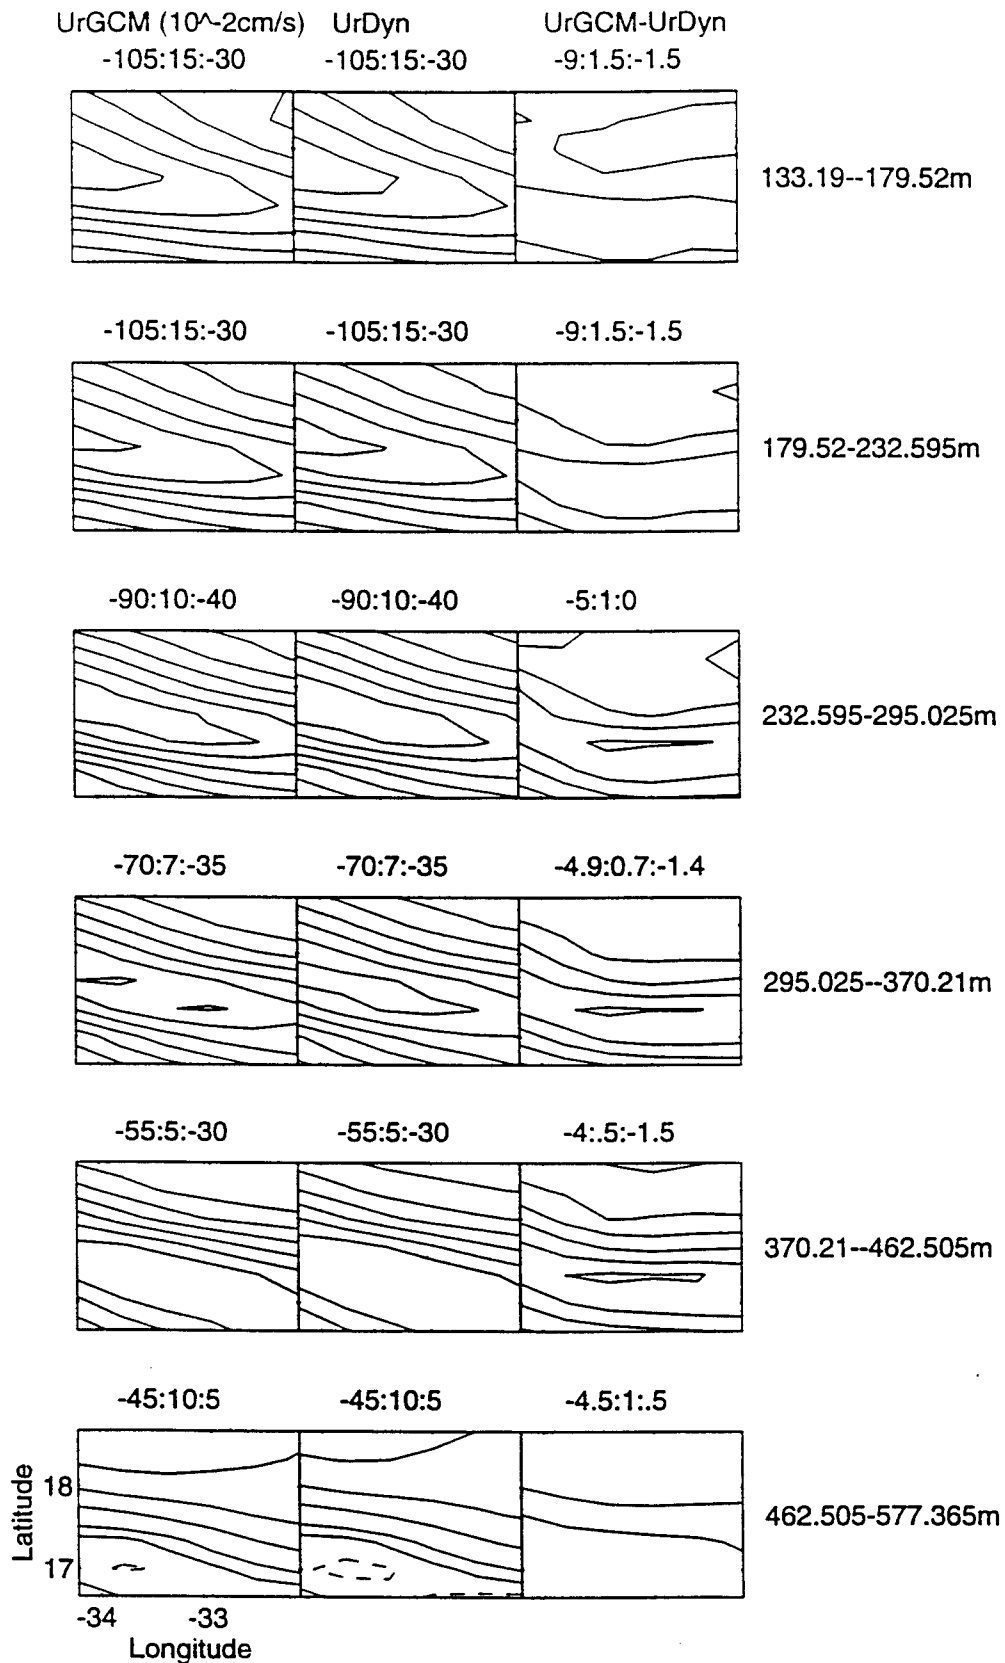 UrGCM (10^-2cm/s) UrDyn UrGCM-UrDyn
-105:15:-30 -105:15:-30 -9:1.5:-1.5
133.19--179.52m
-105:15:-30 -105:15:-30 -9:1.5:-1.5
179.52-232.595m
-90:10:-40 -90:10:-40 -5:1:0
232.595-295.025m
-70:7:-35 -70:7:-35 -4.9:0.7:-1.4
295.025--370.21m
-55:5:-30 -55:5:-30 -4:.5:-1.5
370.21--462.505m
-45:10:5 -45:10:5 -4.5:1:.5
462.505-577.365m
Latitude
18
17
-34 -33
Longitude